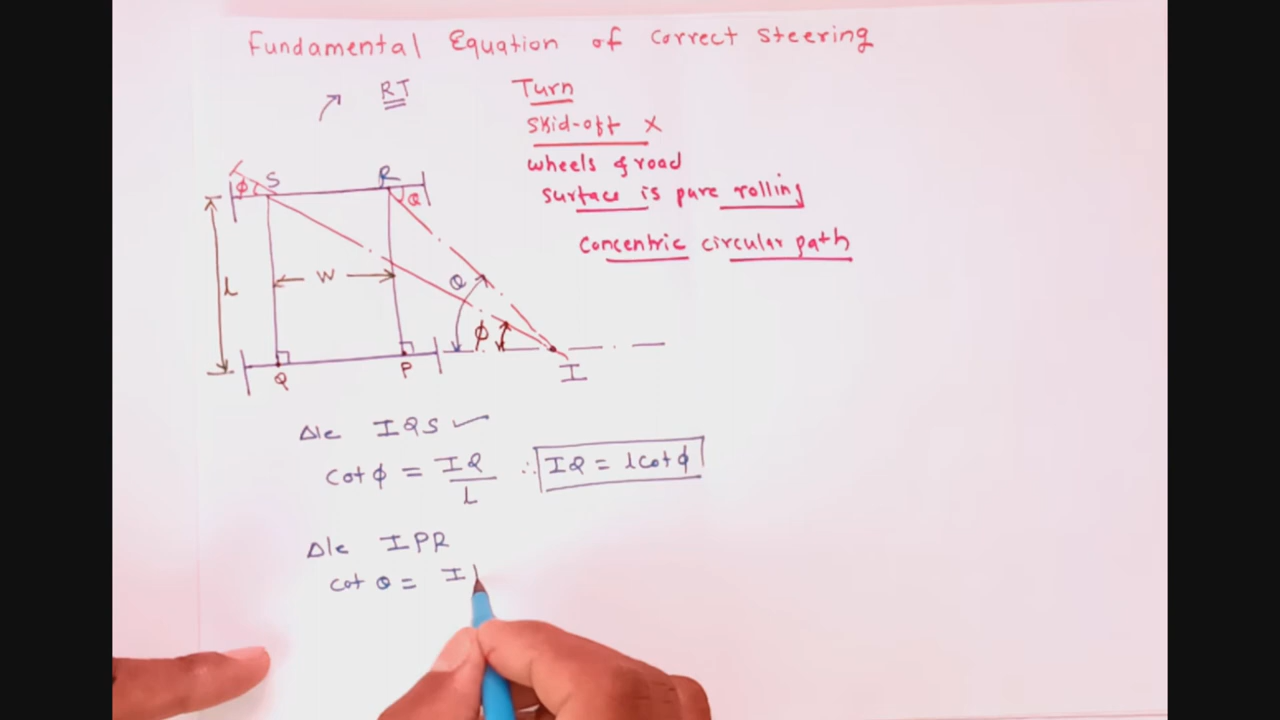 Fundamental Equation of correct steering
RT
Turn
Skid-off X
wheels & road
surface is pure rolling
concentric circular path
ϕ S
R
θ
L
W
θ
ϕ
Q
P
I
Δle IQS ✓
cot ϕ = IQ / L ∴ IQ = L cot ϕ
Δle IPR
cot θ = I